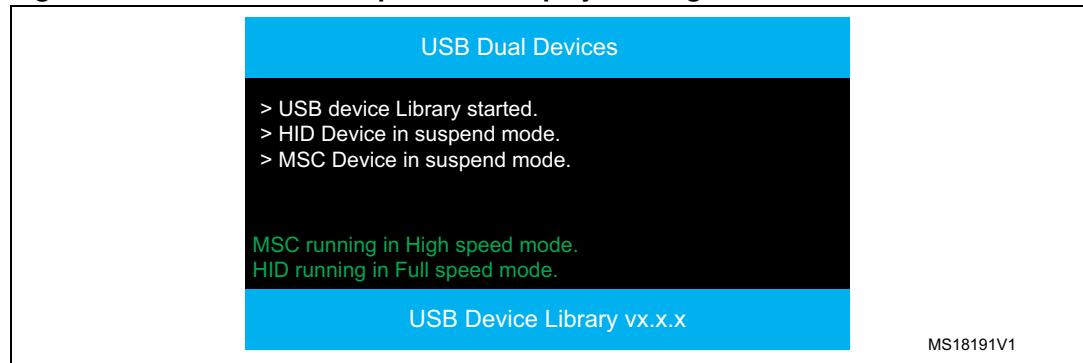 USB Dual Devices
> USB device Library started.
> HID Device in suspend mode.
> MSC Device in suspend mode.
MSC running in High speed mode.
HID running in Full speed mode.
USB Device Library vx.x.x
MS18191V1